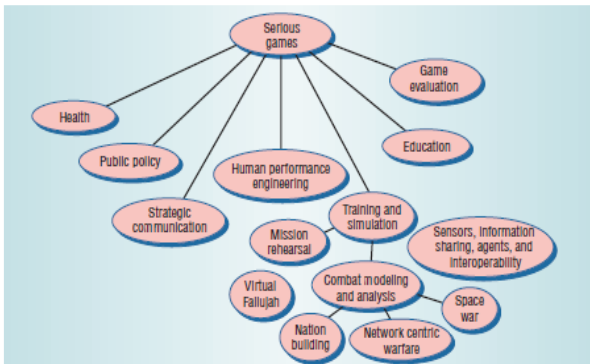 Serious
games
Game
evaluation
Health
Education
Public policy
Human performance
engineering
Strategic
communication
Training and
simulation
Mission
rehearsal
Sensors, information
sharing, agents, and
interoperability
Virtual
Fallujah
Combat modeling
and analysis
Space
war
Nation
building
Network centric
warfare